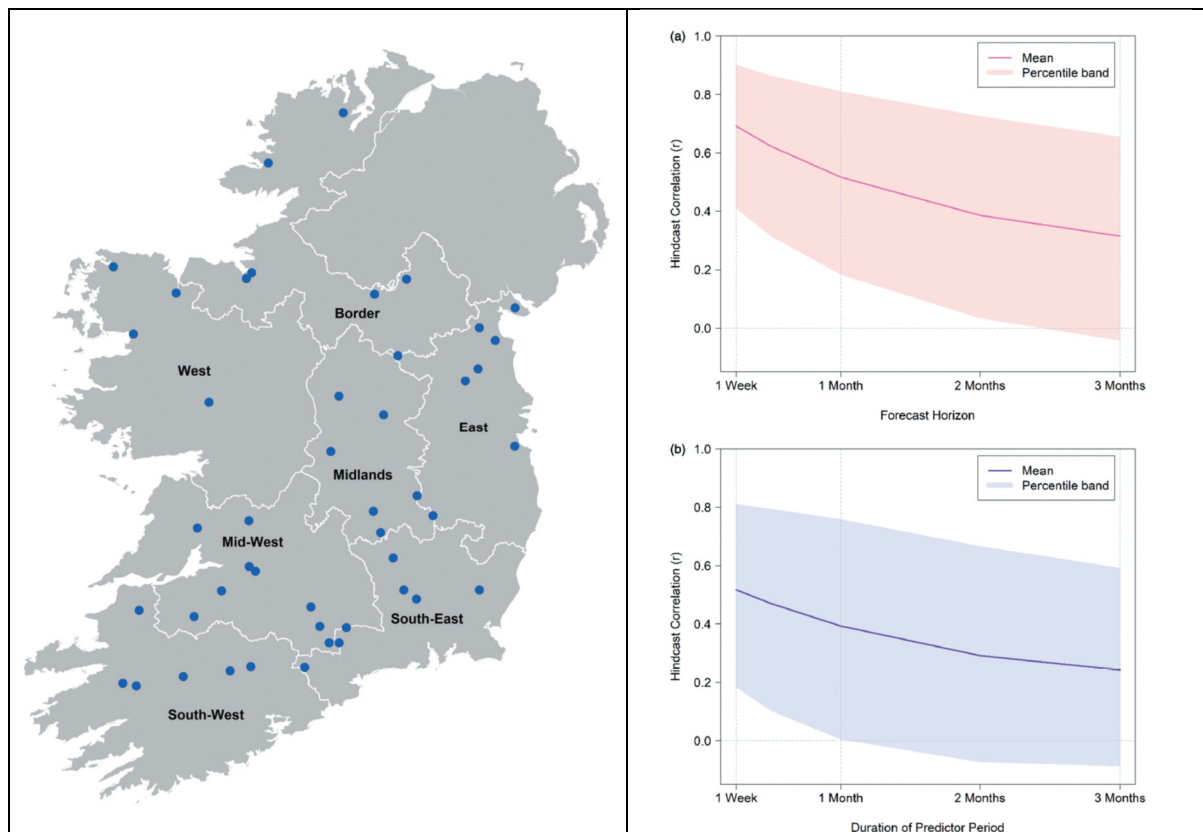 Border
West
East
Midlands
Mid-West
South-East
South-West
(a)
1.0
0.8
0.6
0.4
0.2
0.0
Hindcast Correlation (r)
Mean
Percentile band
1 Week
1 Month
2 Months
3 Months
Forecast Horizon
(b)
1.0
0.8
0.6
0.4
0.2
0.0
Hindcast Correlation (r)
Mean
Percentile band
1 Week
1 Month
2 Months
3 Months
Duration of Predictor Period